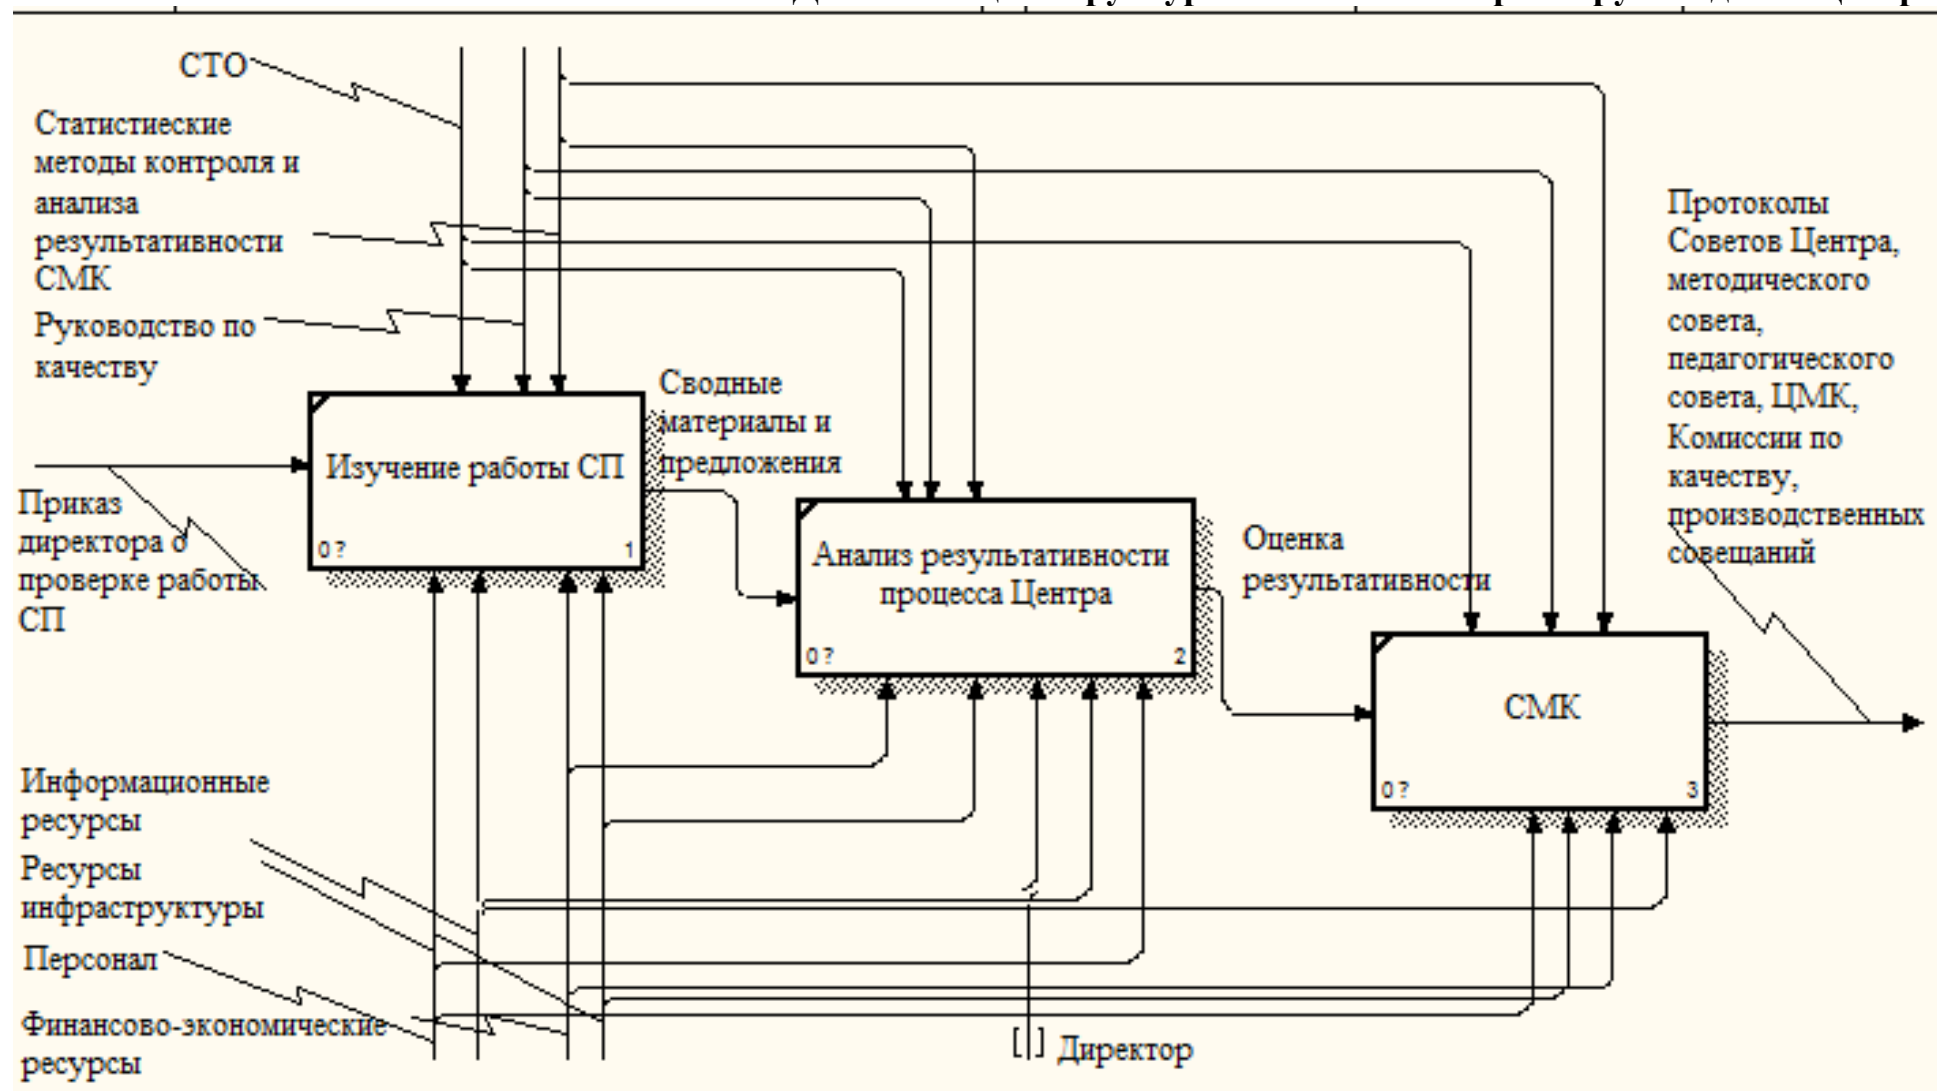 СТО
Статистиеские
методы контроля и
анализа
результативности
СМК
Руководство по
качеству
Приказ
директора о
проверке работы
СП
Изучение работы СП
0 ?
1
Сводные
материалы и
предложения
Анализ результативности
процесса Центра
0 ?
2
Оценка
результативности
СМК
0 ?
3
Протоколы
Советов Центра,
методического
совета,
педагогического
совета, ЦМК,
Комиссии по
качеству,
производственных
совещаний
Информационные
ресурсы
Ресурсы
инфраструктуры
Персонал
Финансово-экономические
ресурсы
[ ] Директор